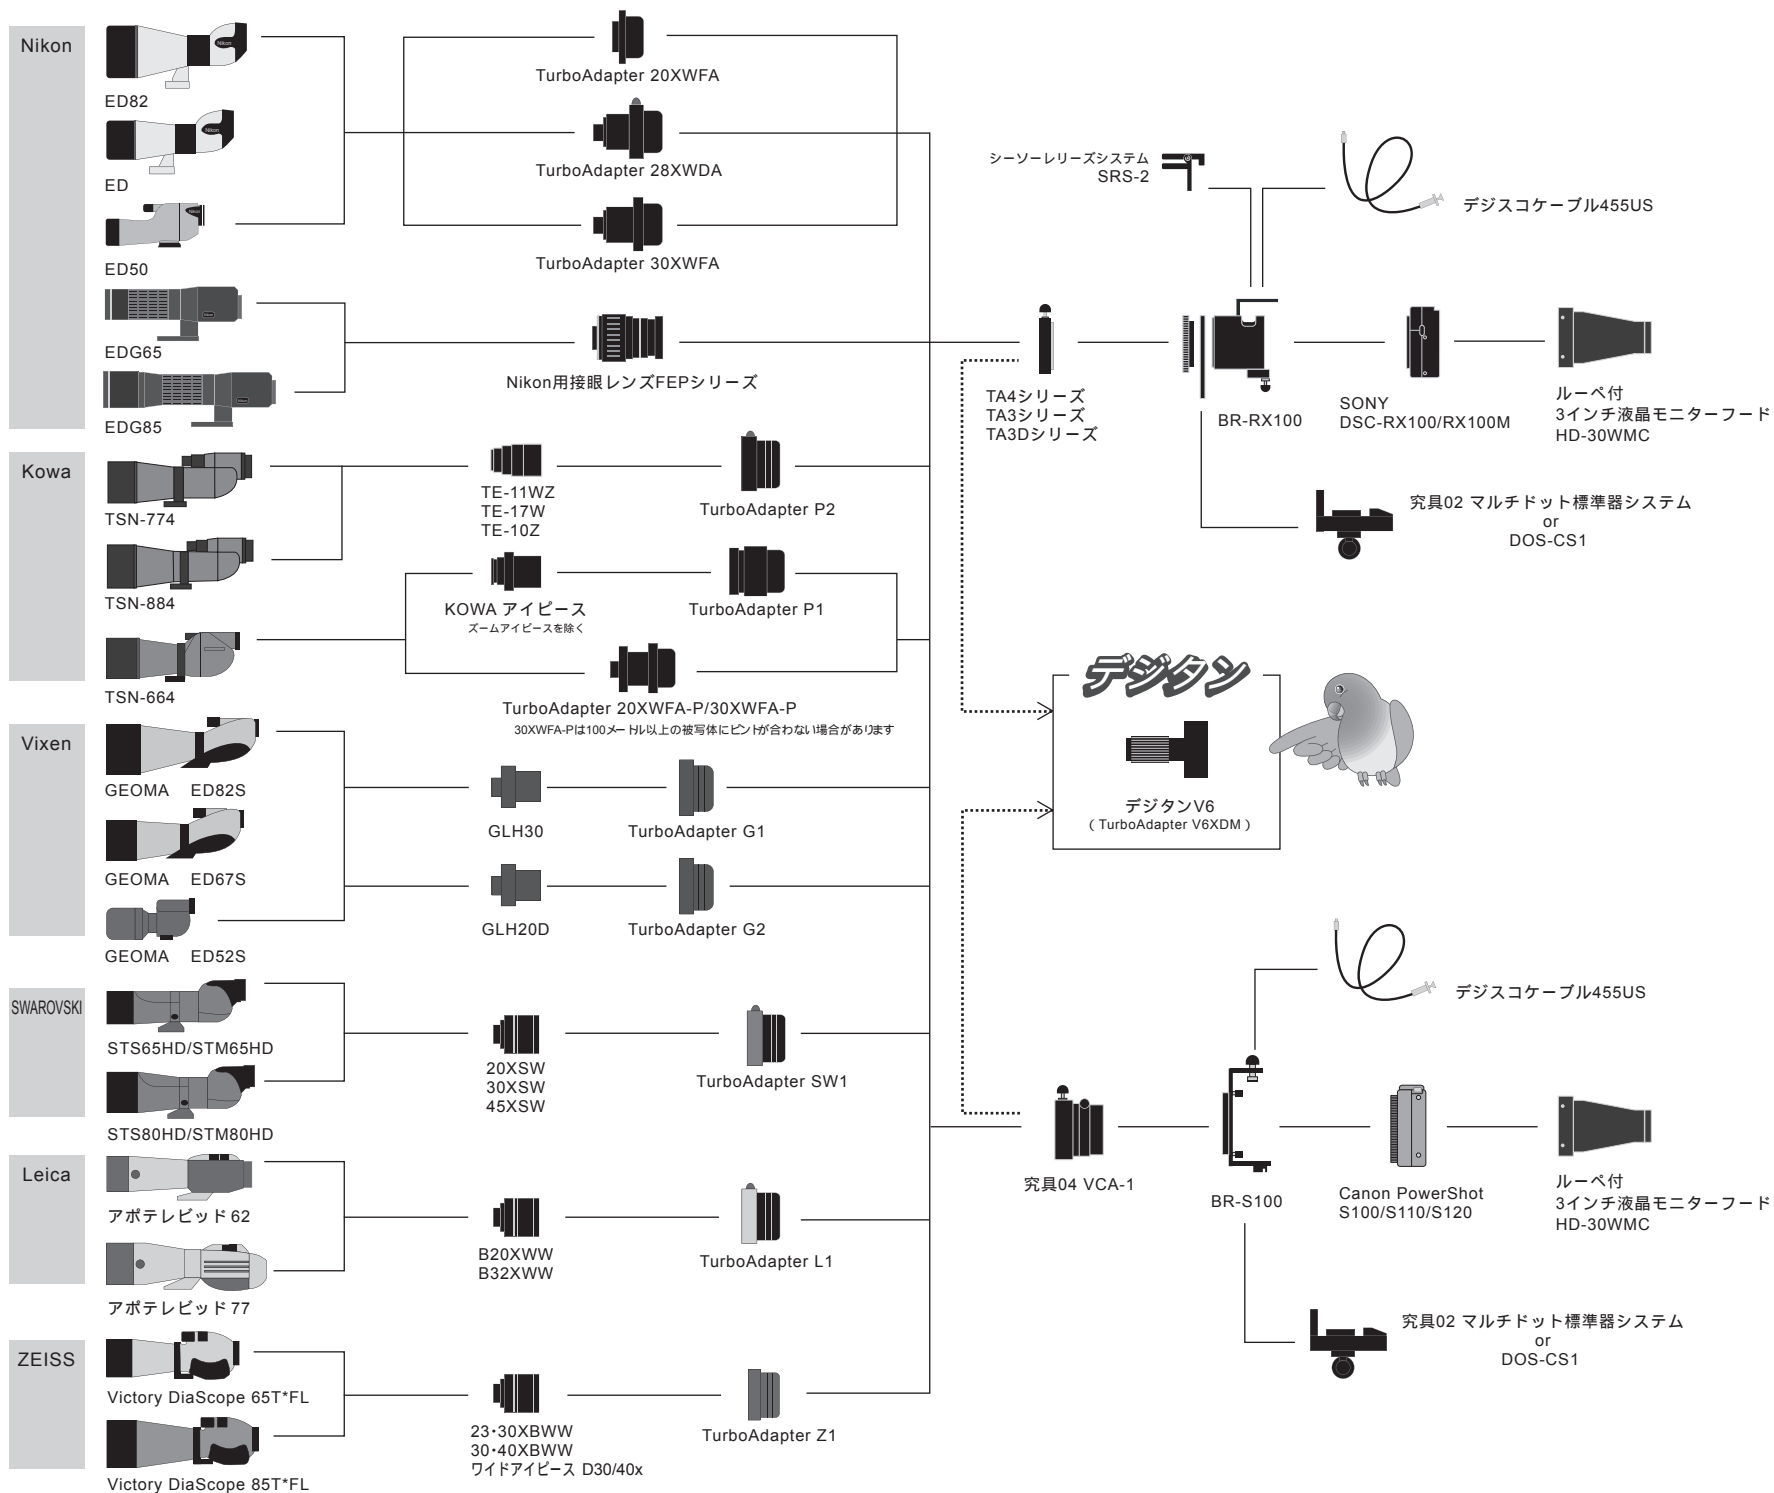 Nikon
ED82
ED
ED50
EDG65
EDG85
TurboAdapter 20XWFA
TurboAdapter 28XWDA
TurboAdapter 30XWFA
Nikon用接眼レンズFEPシリーズ
Kowa
TSN-774
TSN-884
TSN-664
TE-11WZ
TE-17W
TE-10Z
TurboAdapter P2
KOWA アイピース
ズームアイピースを除く
TurboAdapter P1
TurboAdapter 20XWFA-P/30XWFA-P
30XWFA-Pは100メートル以上の被写体にピントが合わない場合があります
Vixen
GEOMA ED82S
GEOMA ED67S
GEOMA ED52S
GLH30
TurboAdapter G1
GLH20D
TurboAdapter G2
SWAROVSKI
STS65HD/STM65HD
STS80HD/STM80HD
20XSW
30XSW
45XSW
TurboAdapter SW1
Leica
アポテレビッド 62
アポテレビッド 77
B20XWW
B32XWW
TurboAdapter L1
ZEISS
Victory DiaScope 65T*FL
Victory DiaScope 85T*FL
23・30XBWW
30・40XBWW
ワイドアイピース D30/40x
TurboAdapter Z1
シーソーレリーズシステム
SRS-2
デジスコケーブル455US
TA4シリーズ
TA3シリーズ
TA3Dシリーズ
BR-RX100
SONY
DSC-RX100/RX100M
ルーペ付
3インチ液晶モニターフード
HD-30WMC
究具02 マルチドット標準器システム
or
DOS-CS1
デジタン
デジタンV6
( TurboAdapter V6XDM )
デジスコケーブル455US
究具04 VCA-1
BR-S100
Canon PowerShot
S100/S110/S120
ルーペ付
3インチ液晶モニターフード
HD-30WMC
究具02 マルチドット標準器システム
or
DOS-CS1